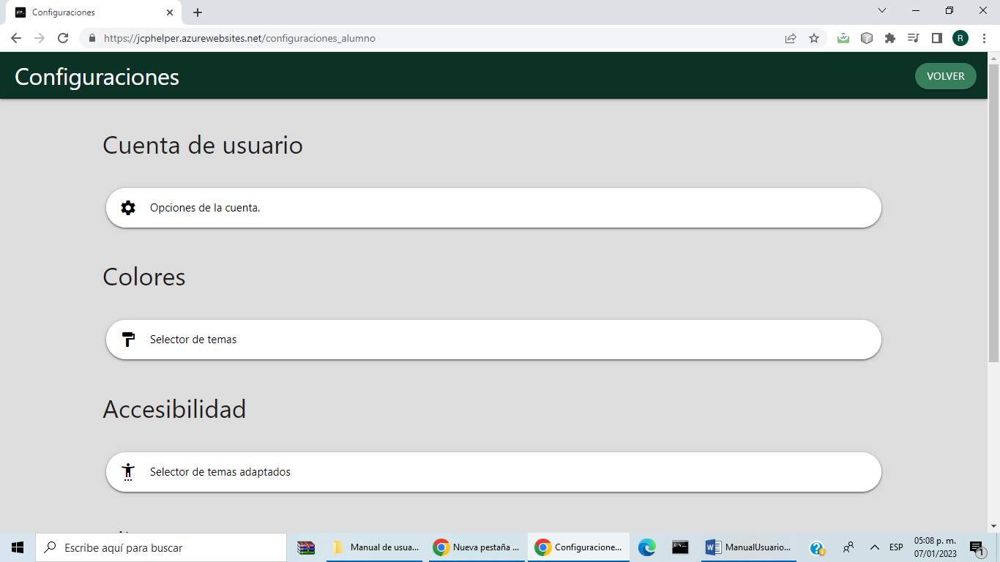 Configuraciones
https://jcphelper.azurewebsites.net/configuraciones_alumno
R
Configuraciones
VOLVER
Cuenta de usuario
Opciones de la cuenta.
Colores
Selector de temas
Accesibilidad
Selector de temas adaptados
Escribe aquí para buscar
Manual de usua...
Nueva pestaña ...
Configuracione...
ManualUsuario...
ESP
05:08 p. m.
07/01/2023
1